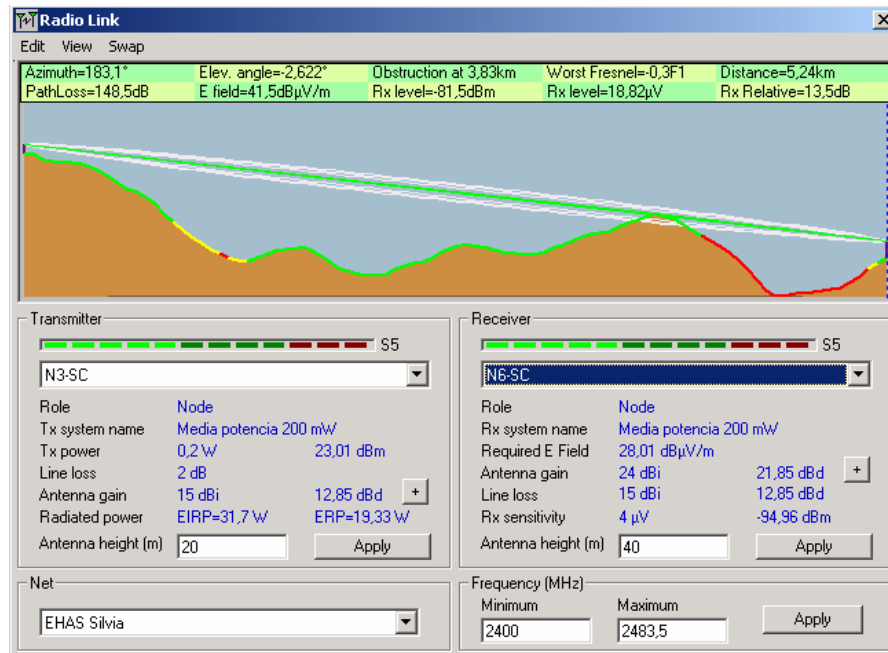 Radio Link
Edit View Swap
Azimuth=183,1° Elev. angle=-2,622° Obstruction at 3,83km Worst Fresnel=-0,3F1 Distance=5,24km
PathLoss=148,5dB E field=41,5dBµV/m Rx level=-81,5dBm Rx level=18,82µV Rx Relative=13,5dB
Transmitter
S5
N3-SC
Role Node
Tx system name Media potencia 200 mW
Tx power 0,2 W 23,01 dBm
Line loss 2 dB
Antenna gain 15 dBi 12,85 dBd +
Radiated power EIRP=31,7 W ERP=19,33 W
Antenna height (m) 20 Apply
Receiver
S5
N6-SC
Role Node
Rx system name Media potencia 200 mW
Required E Field 28,01 dBµV/m
Antenna gain 24 dBi 21,85 dBd +
Line loss 15 dBi 12,85 dBd
Rx sensitivity 4 µV -94,96 dBm
Antenna height (m) 40 Apply
Net
EHAS Silvia
Frequency (MHz)
Minimum Maximum
2400 2483,5 Apply